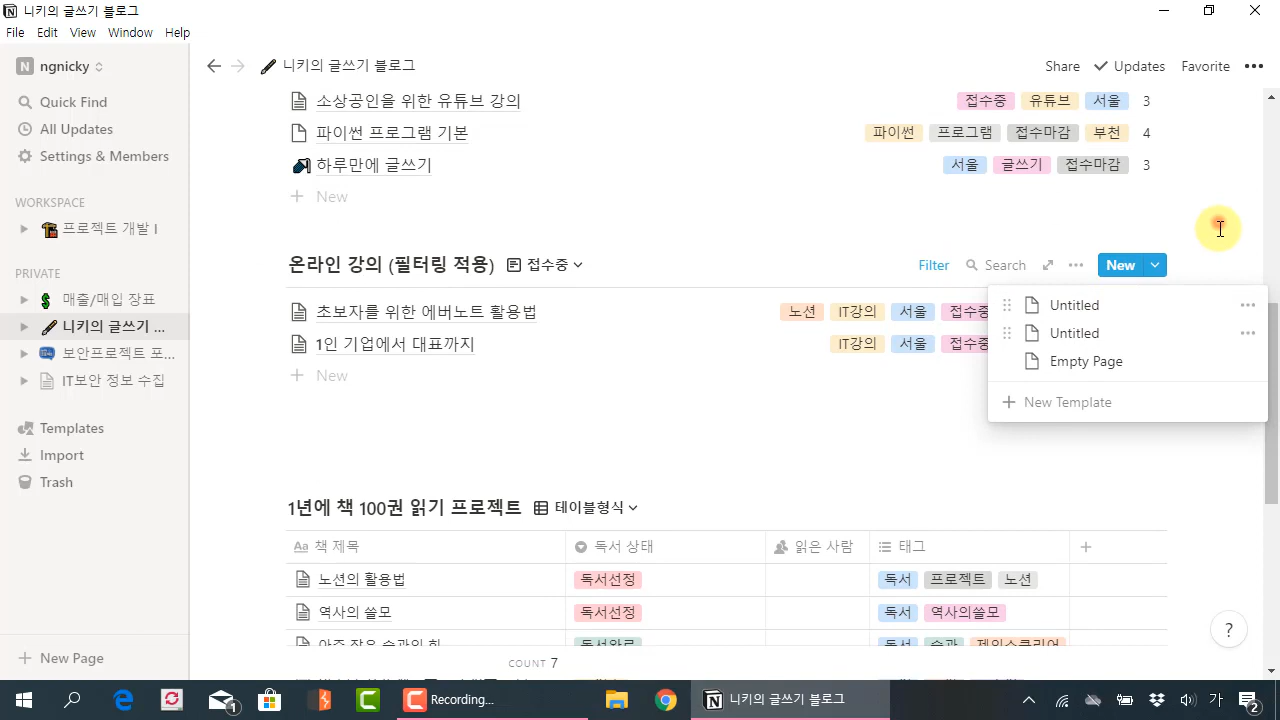 니키의 글쓰기 블로그
File Edit View Window Help
N ngnicky
Quick Find
All Updates
Settings & Members
WORKSPACE
프로젝트 개발 I
PRIVATE
매출/매입 장표
니키의 글쓰기 ...
보안프로젝트 포...
IT보안 정보 수집
Templates
Import
Trash
New Page
니키의 글쓰기 블로그
Share Updates Favorite
소상공인을 위한 유튜브 강의 접수중 유튜브 서울 3
파이썬 프로그램 기본 파이썬 프로그램 접수마감 부천 4
하루만에 글쓰기 서울 글쓰기 접수마감 3
New
온라인 강의 (필터링 적용) 접수중 Filter Search New
초보자를 위한 에버노트 활용법 노션 IT강의 서울 접수중
1인 기업에서 대표까지 IT강의 서울 접수중
New
Untitled
Untitled
Empty Page
New Template
1년에 책 100권 읽기 프로젝트 테이블형식
Aa 책 제목 독서 상태 읽은 사람 태그
노션의 활용법 독서선정 독서 프로젝트 노션
역사의 쓸모 독서선정 독서 역사의쓸모
독서완료 독서
COUNT 7
?
1 Recording... 니키의 글쓰기 블로그 가 2